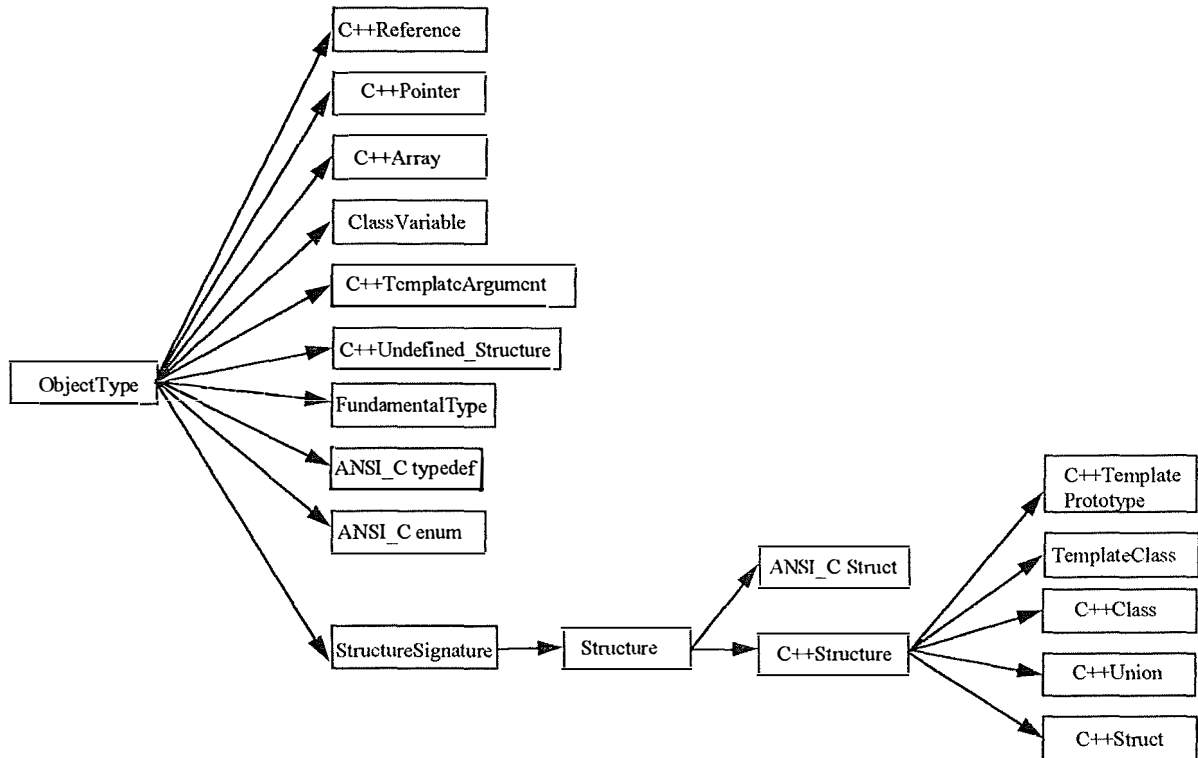 C++Reference
C++Pointer
C++Array
ClassVariable
C++TemplateArgument
C++Undefined_Structure
ObjectType
FundamentalType
ANSI_C typedef
ANSI_C enum
C++Template
Prototype
ANSI_C Struct
TemplateClass
C++Class
StructureSignature
Structure
C++Structure
C++Union
C++Struct